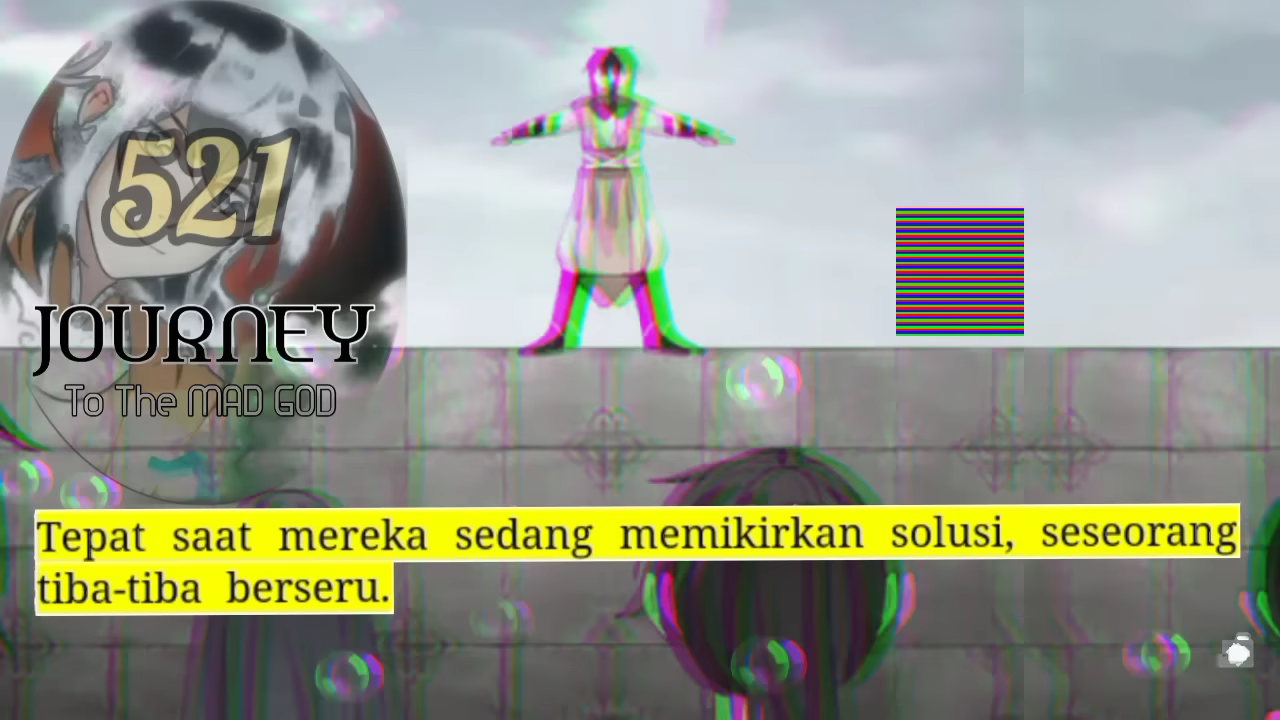 521
JOURNEY
To The MAD GOD
Tepat saat mereka sedang memikirkan solusi, seseorang
tiba-tiba berseru.